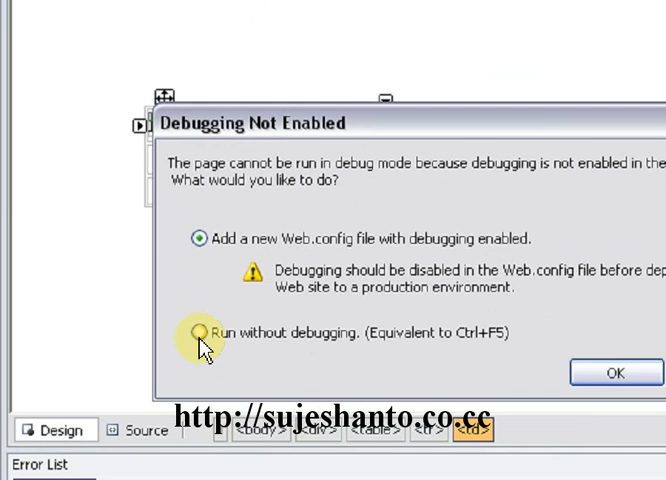 Debugging Not Enabled
The page cannot be run in debug mode because debugging is not enabled in the
What would you like to do?
Add a new Web.config file with debugging enabled.
Debugging should be disabled in the Web.config file before dep
Web site to a production environment.
Run without debugging. (Equivalent to Ctrl+F5)
OK
http://sujeshanto.co.cc
Design Source <body> <div> <table> <tr> <td>
Error List